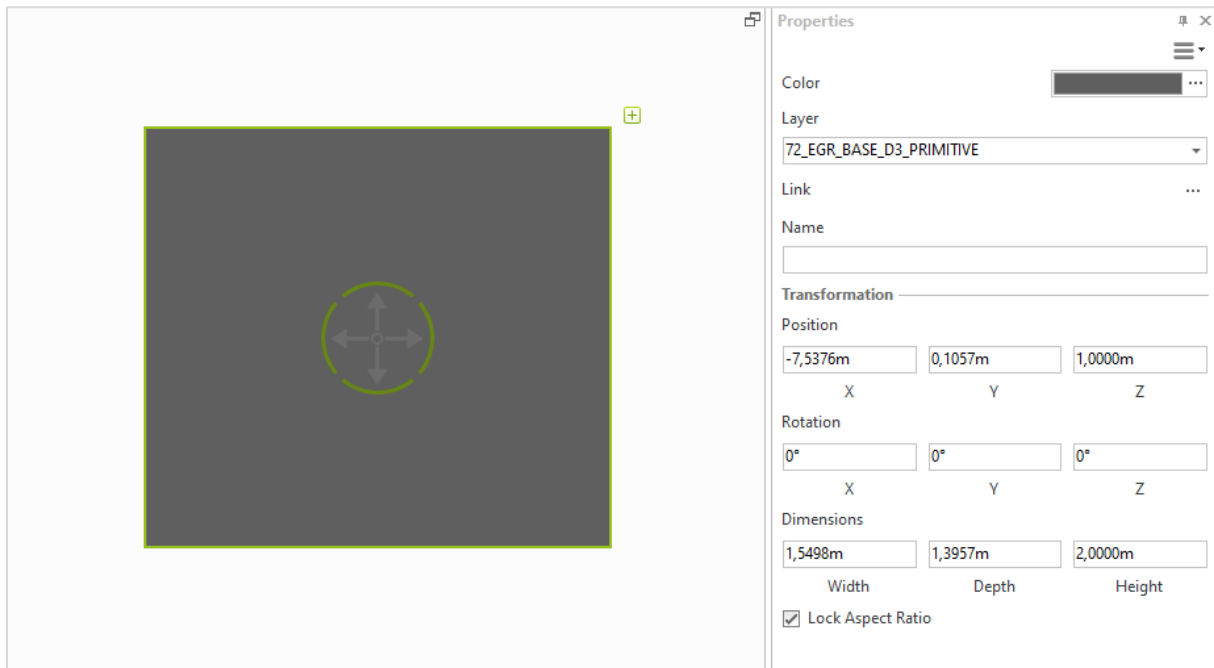 Properties
Color
Layer
72_EGR_BASE_D3_PRIMITIVE
Link
Name
Transformation
Position
-7,5376m 0,1057m 1,0000m
X Y Z
Rotation
0° 0° 0°
X Y Z
Dimensions
1,5498m 1,3957m 2,0000m
Width Depth Height
Lock Aspect Ratio